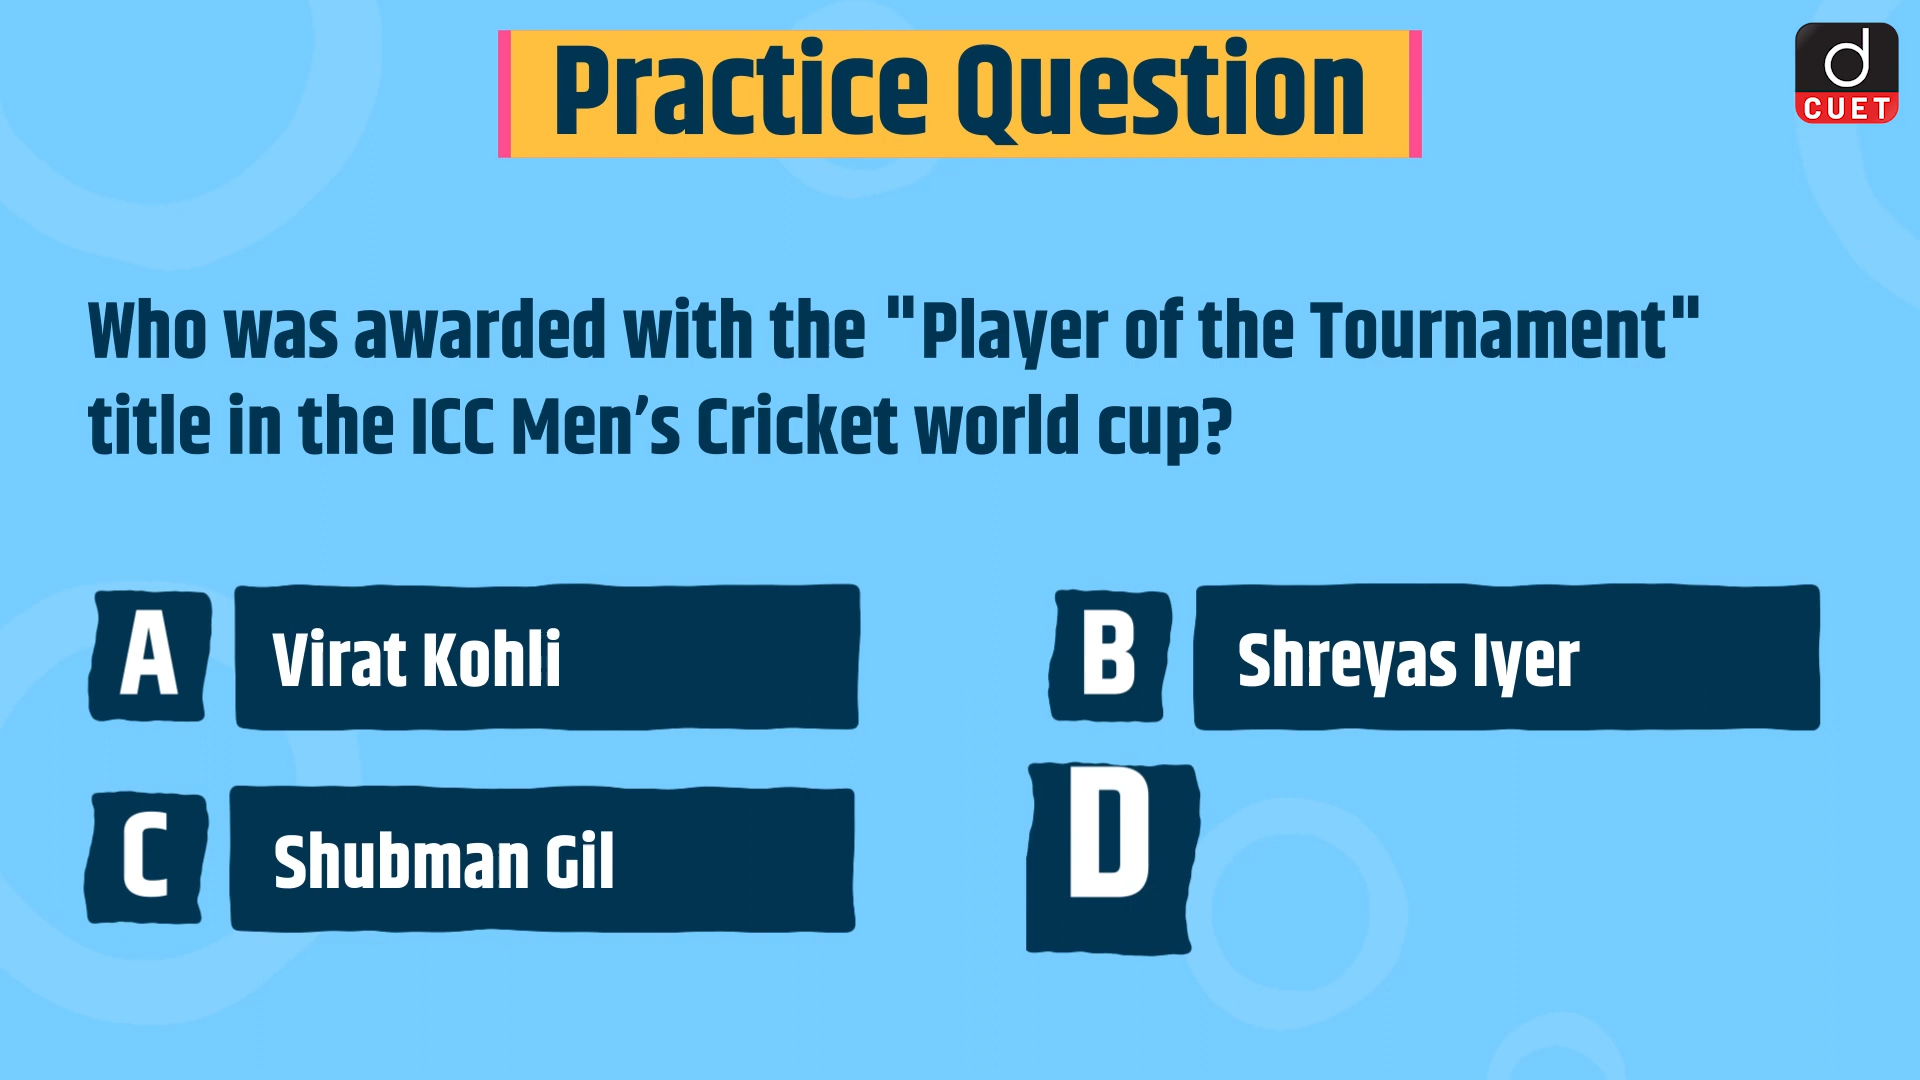 Practice Question
d
CUET
Who was awarded with the "Player of the Tournament"
title in the ICC Men’s Cricket world cup?
A
Virat Kohli
B
Shreyas Iyer
C
Shubman Gil
D